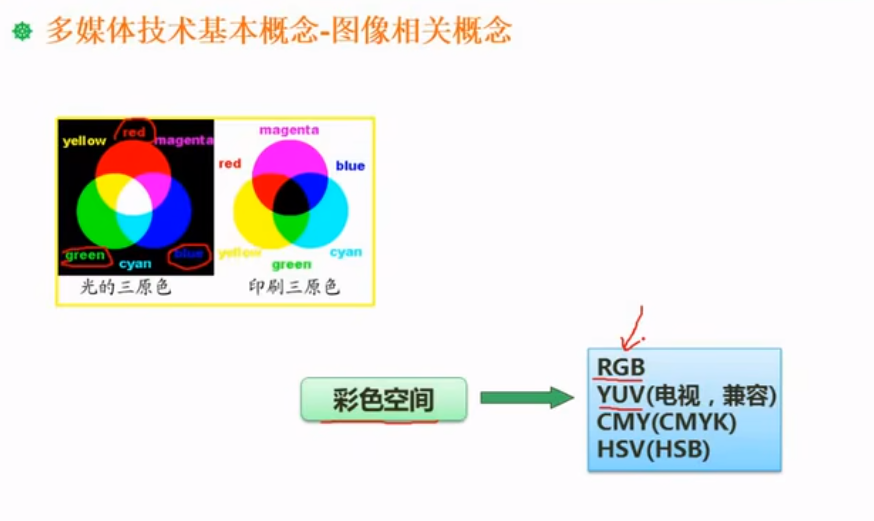 多媒体技术基本概念-图像相关概念
red
yellow
magenta
green
blue
cyan
光的三原色
magenta
red
blue
yellow
cyan
green
印刷三原色
彩色空间
RGB
YUV(电视，兼容)
CMY(CMYK)
HSV(HSB)